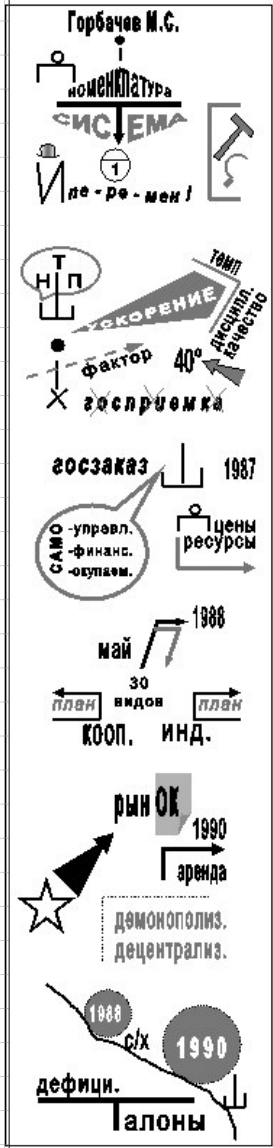 Горбачев М.С.
номенклатура
СИСТЕМА
1
И
пе - ре - мен !
Т
Н П
темп
УСКОРЕНИЕ
дисципл.
качество
фактор
40°
госприемка
госзаказ
1987
САМО
-управл.
-финанс.
-окупаем.
цены
ресурсы
1988
май
30
видов
план
план
КООП. ИНД.
рынОК
1990
аренда
демонополиз.
децентрализ.
1988
с/х
1990
дефици.
Талоны